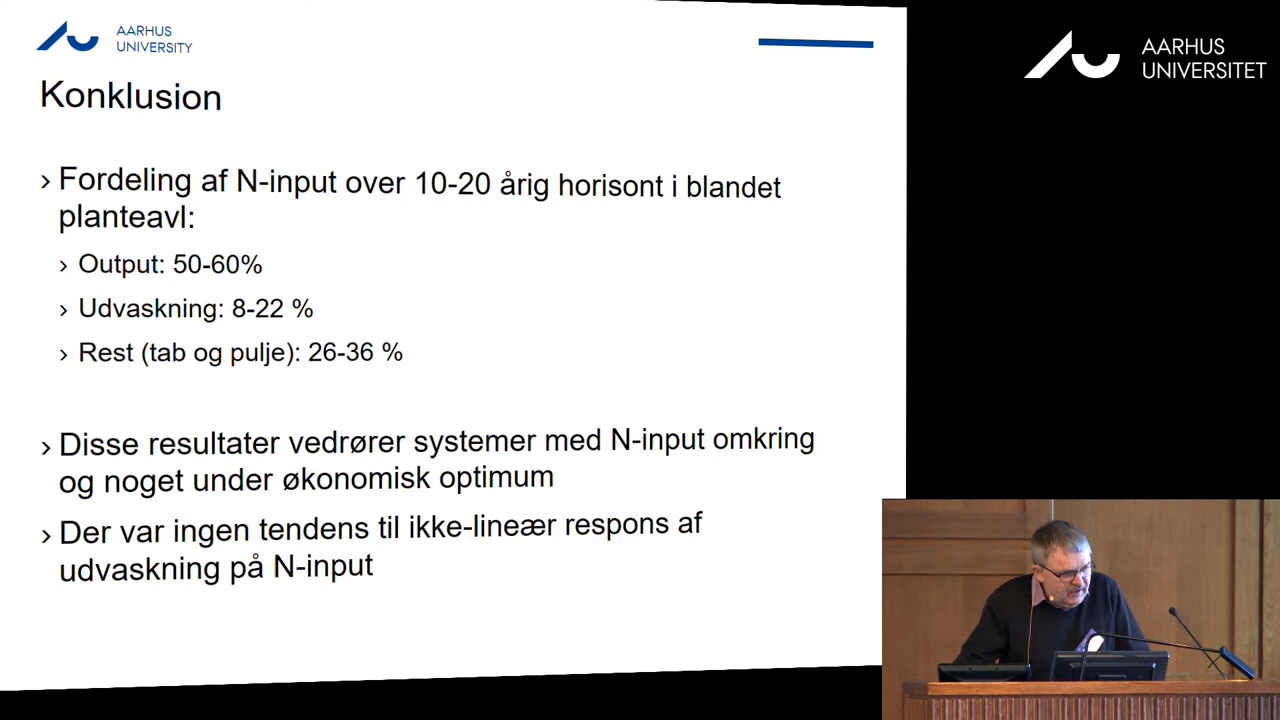 AARHUS
UNIVERSITY
AARHUS
UNIVERSITET
Konklusion
› Fordeling af N-input over 10-20 årig horisont i blandet
planteavl:
› Output: 50-60%
› Udvaskning: 8-22 %
› Rest (tab og pulje): 26-36 %
› Disse resultater vedrører systemer med N-input omkring
og noget under økonomisk optimum
› Der var ingen tendens til ikke-lineær respons af
udvaskning på N-input